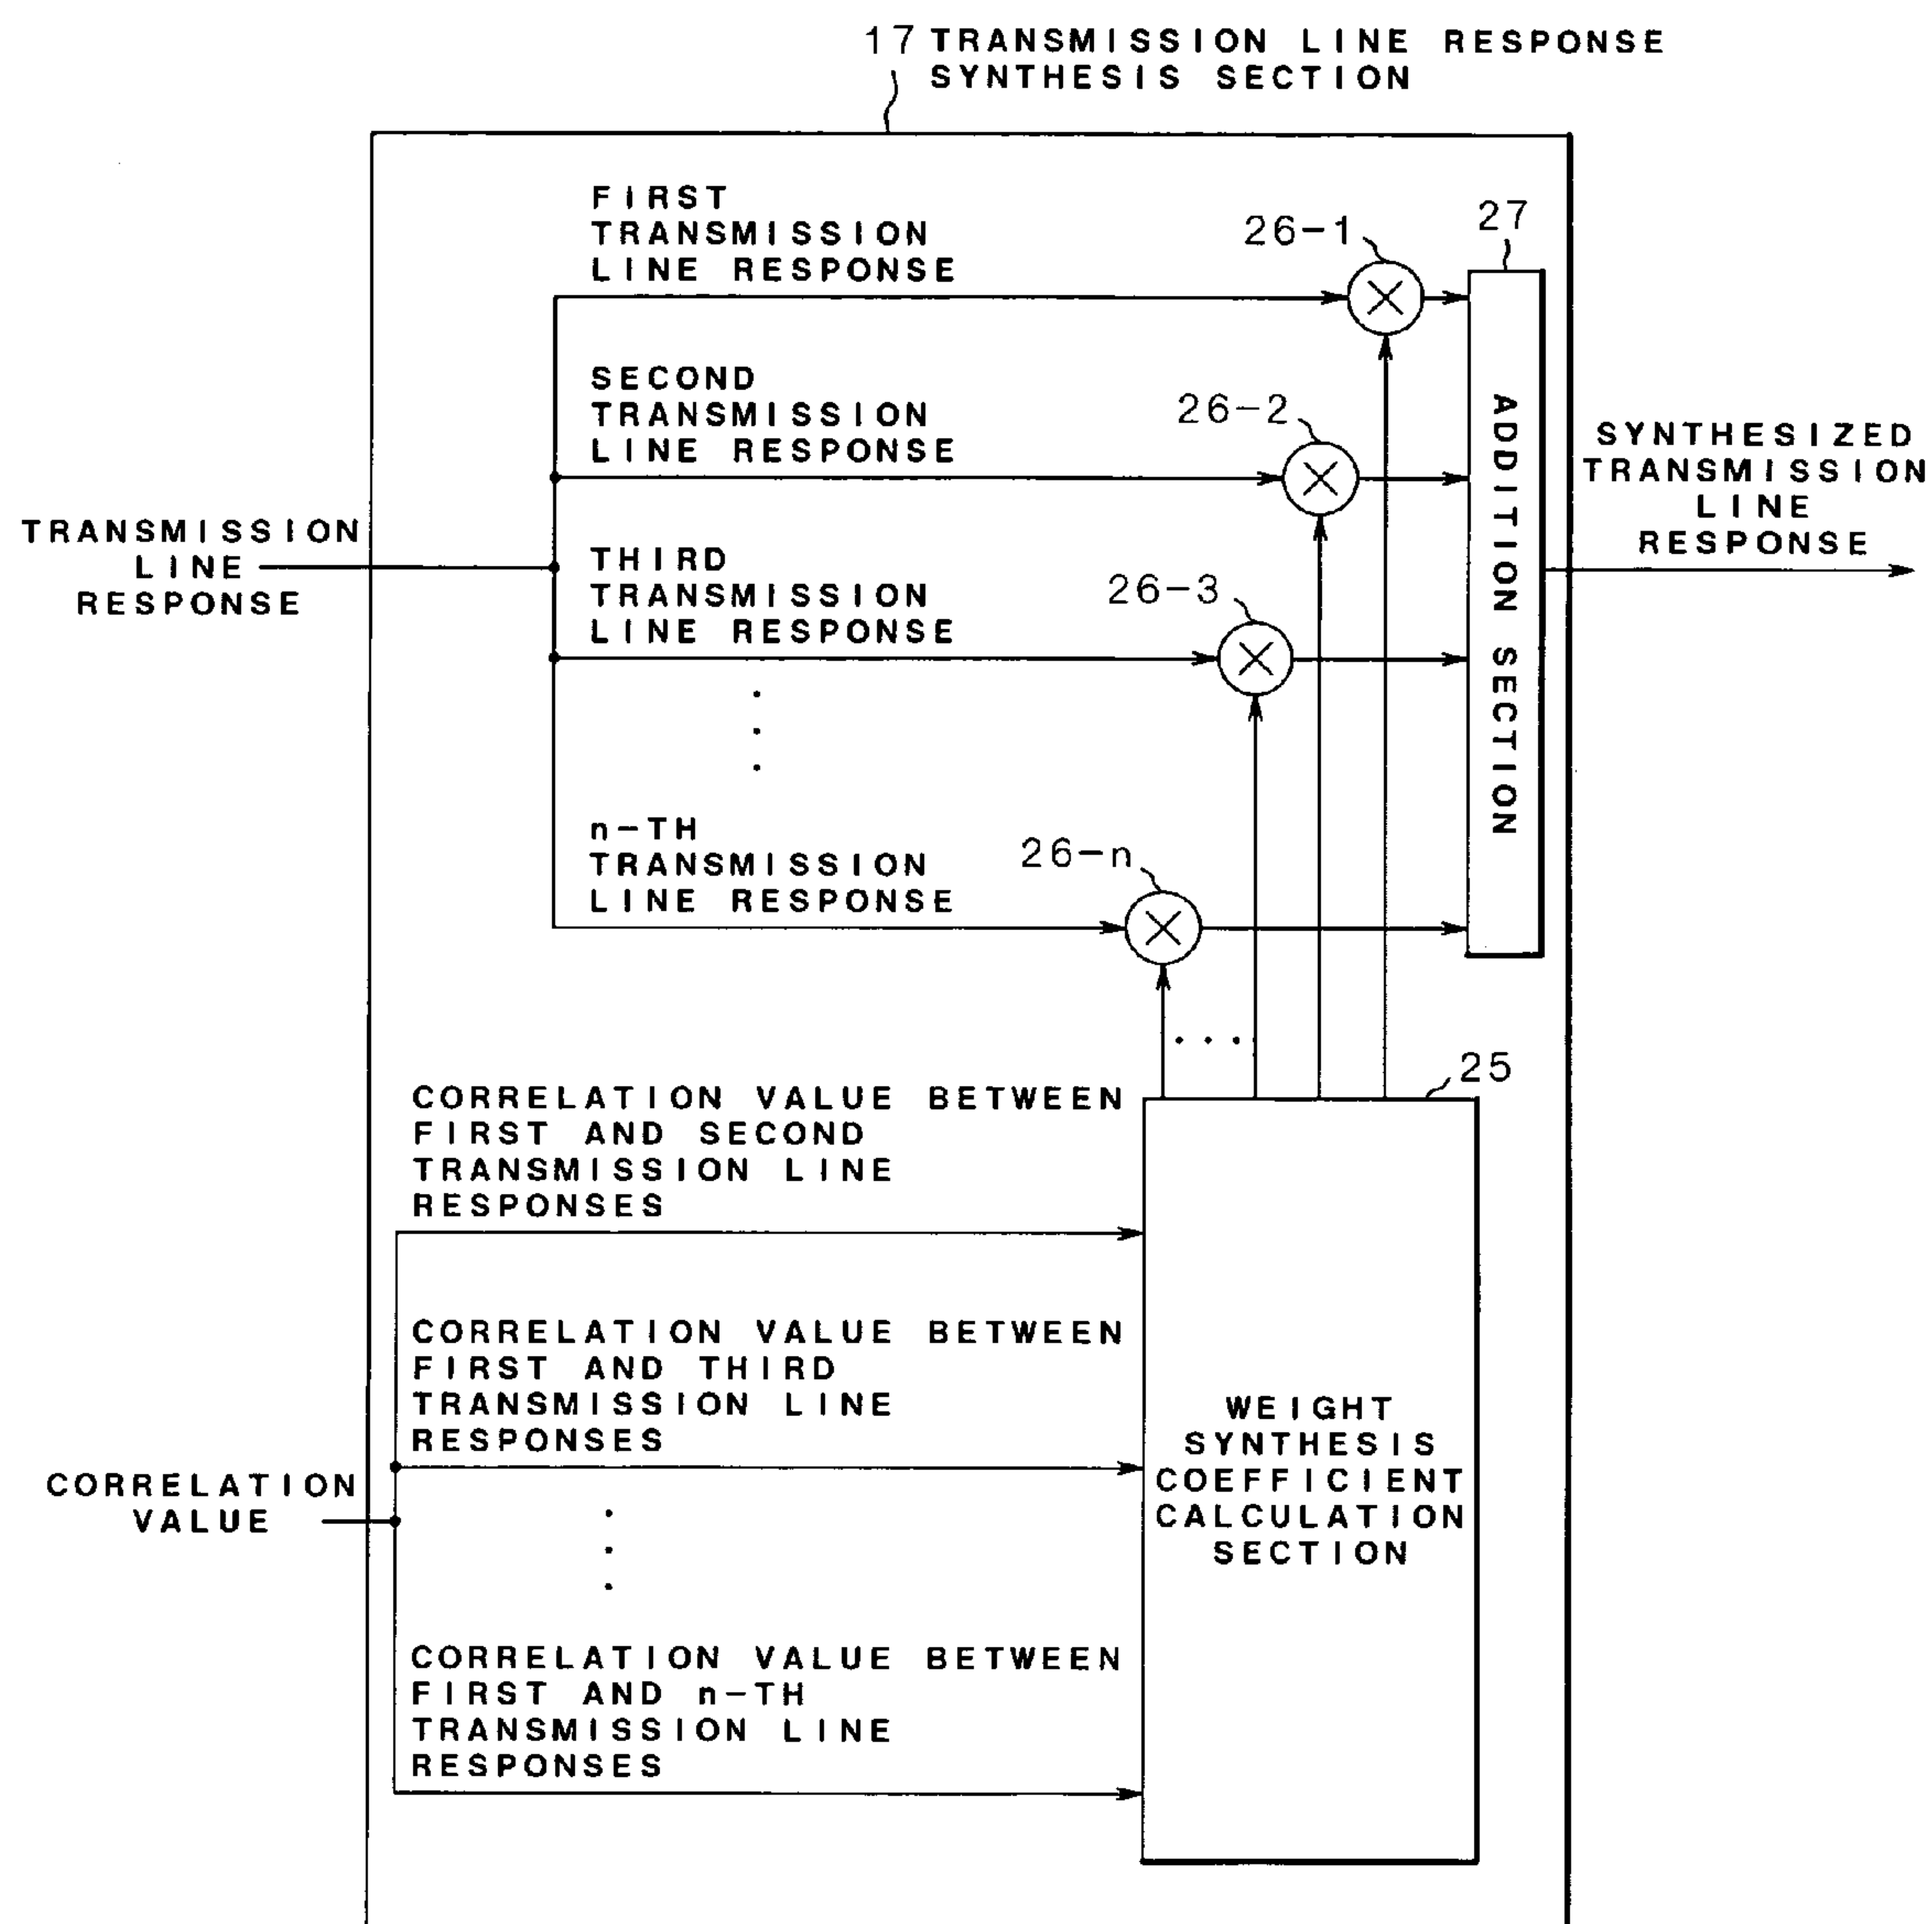 17 TRANSMISSION LINE RESPONSE
SYNTHESIS SECTION
FIRST
TRANSMISSION
LINE RESPONSE
26-1
27
SECOND
TRANSMISSION
LINE RESPONSE
26-2
ADDITION SECTION
SYNTHESIZED
TRANSMISSION
LINE
RESPONSE
TRANSMISSION
LINE
RESPONSE
THIRD
TRANSMISSION
LINE RESPONSE
26-3
n-TH
TRANSMISSION
LINE RESPONSE
26-n
25
CORRELATION VALUE BETWEEN
FIRST AND SECOND
TRANSMISSION LINE
RESPONSES
CORRELATION VALUE BETWEEN
FIRST AND THIRD
TRANSMISSION LINE
RESPONSES
WEIGHT
SYNTHESIS
COEFFICIENT
CALCULATION
SECTION
CORRELATION
VALUE
CORRELATION VALUE BETWEEN
FIRST AND n-TH
TRANSMISSION LINE
RESPONSES